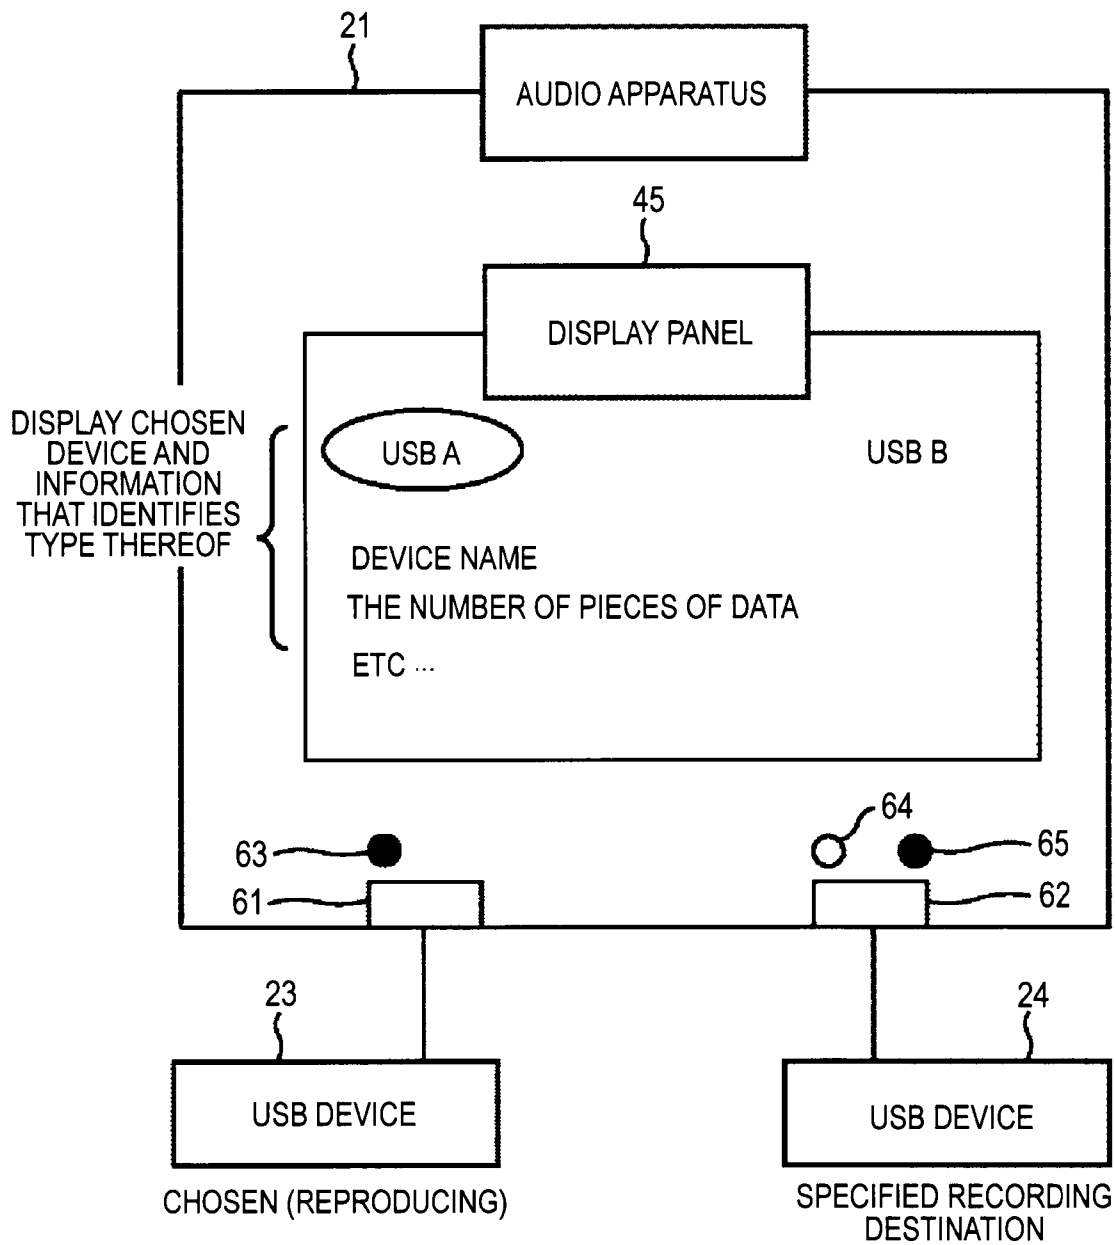 21
AUDIO APPARATUS
45
DISPLAY PANEL
DISPLAY CHOSEN
DEVICE AND
INFORMATION
THAT IDENTIFIES
TYPE THEREOF
USB A
USB B
DEVICE NAME
THE NUMBER OF PIECES OF DATA
ETC ...
63
64
65
61
62
23
24
USB DEVICE
USB DEVICE
CHOSEN (REPRODUCING)
SPECIFIED RECORDING
DESTINATION